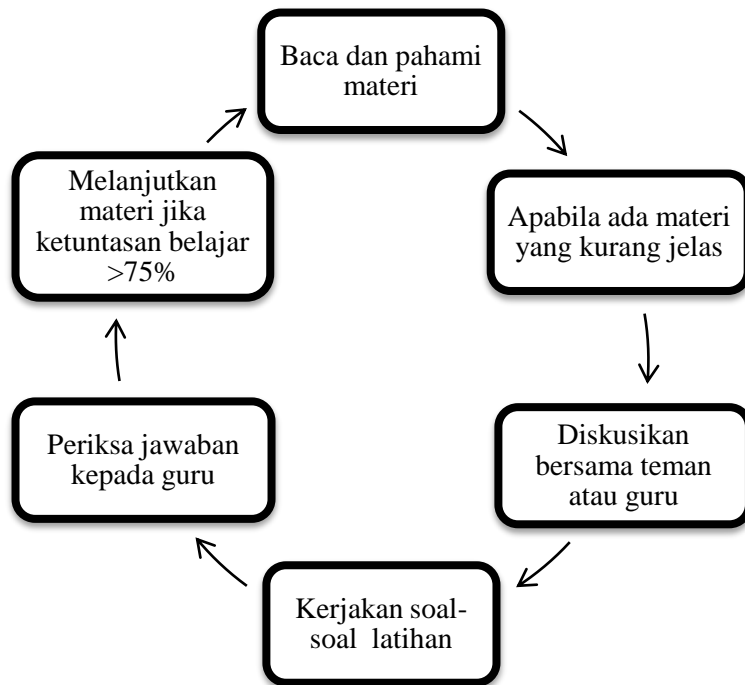 Baca dan pahami
materi
Apabila ada materi
yang kurang jelas
Diskusikan
bersama teman
atau guru
Kerjakan soal-
soal latihan
Periksa jawaban
kepada guru
Melanjutkan
materi jika
ketuntasan belajar
>75%